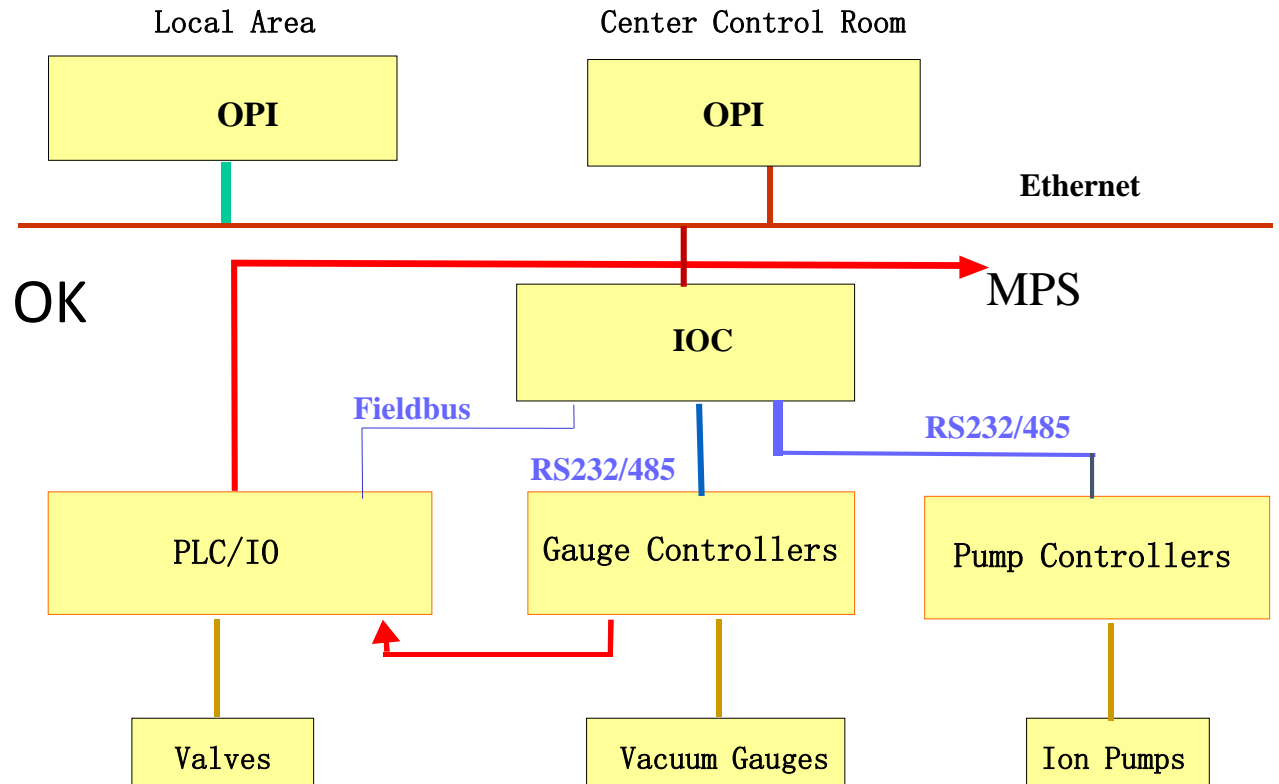 Local Area
Center Control Room
OPI
OPI
Ethernet
OK
MPS
IOC
Fieldbus
RS232/485
RS232/485
PLC/IO
Gauge Controllers
Pump Controllers
Valves
Vacuum Gauges
Ion Pumps